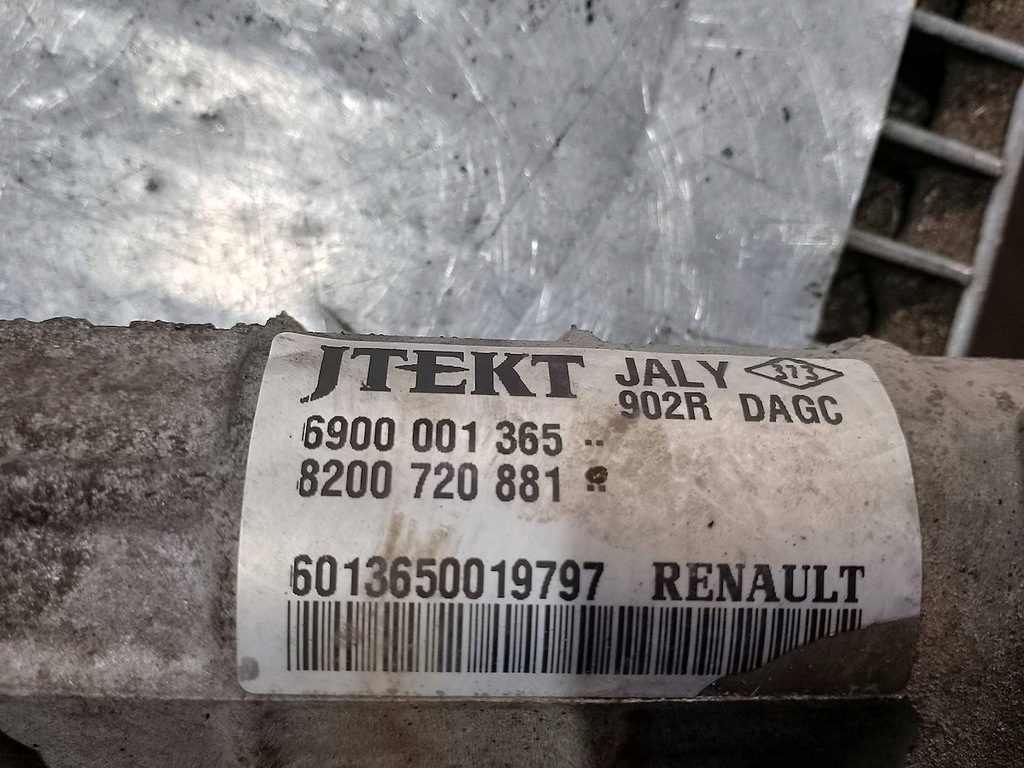 JTEKT JALY 373
902R DAGC
6900 001 365 --
8200 720 881
6013650019797 RENAULT